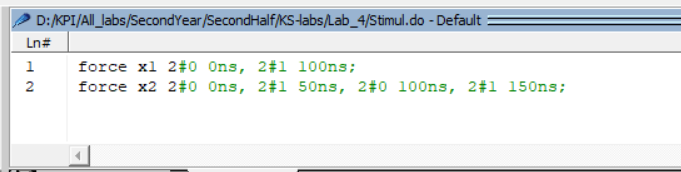 D:/KPI/All_labs/SecondYear/SecondHalf/KS-labs/Lab_4/Stimul.do - Default
Ln#
1 force x1 2#0 0ns, 2#1 100ns;
2 force x2 2#0 0ns, 2#1 50ns, 2#0 100ns, 2#1 150ns;